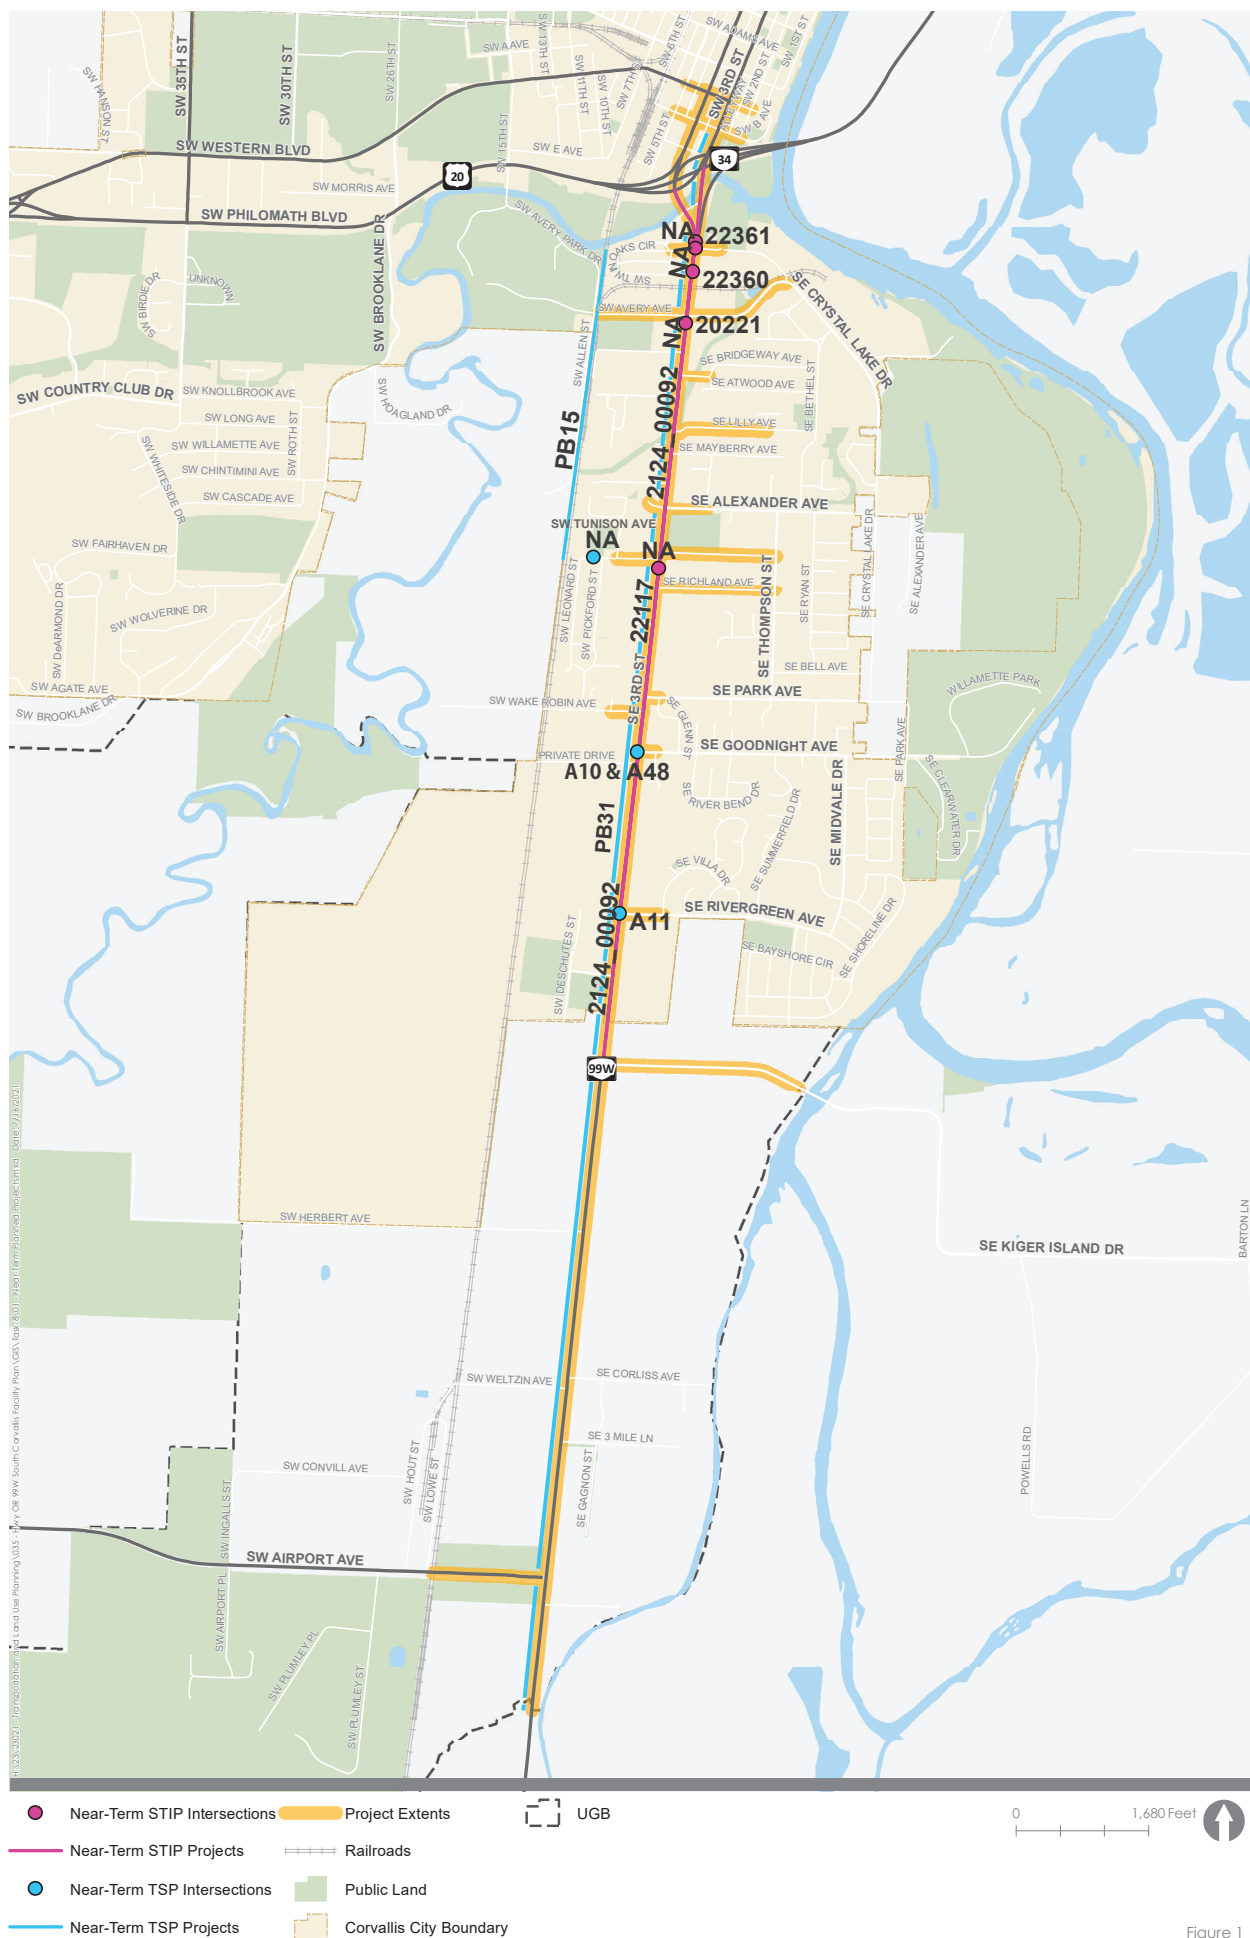 SW ADAMS AVE
SW 1ST ST
SW 6TH ST
SW 3RD ST
SW 2ND ST
ALLEYWAY
SW B AVE
SW A AVE
SW 13TH ST
SW 11TH ST
SW 10TH ST
SW 7TH ST
SW 5TH ST
SW 35TH ST
SW 30TH ST
SW 26TH ST
SW HANSON ST
SW 15TH ST
SW E AVE
SW WESTERN BLVD
34
20
SW MORRIS AVE
SW PHILOMATH BLVD
SW AVERY PARK DR
SW BROOKLANE DR
NA
22361
OAKS CIR
NA
SW TWIN
22360
SE CRYSTAL LAKE DR
UNKNOWN
SW BIRDIE DR
SW AVERY AVE
20221
NA
SW ALLEN ST
SE BRIDGEWAY AVE
SE ATWOOD AVE
SE BETHEL ST
SW COUNTRY CLUB DR
SW KNOLLBROOK AVE
SW HOAGLAND DR
SW LONG AVE
SW ROTH ST
PB15
2124 00092
SE LILLY AVE
SW WILLAMETTE AVE
SE MAYBERRY AVE
SW WHITESIDE DR
SW CHINTIMINI AVE
SW CASCADE AVE
SE ALEXANDER AVE
SW TUNISON AVE
NA
NA
SE CRYSTAL LAKE DR
SE ALEXANDER AVE
SW FAIRHAVEN DR
SW DeARMOND DR
SW WOLVERINE DR
SW LEONARD ST
SW PICKFORD ST
22117
SE RICHLAND AVE
SE THOMPSON ST
SE RYAN ST
SE BELL AVE
SE 3RD ST
SW AGATE AVE
SW BROOKLANE DR
SW WAKE ROBIN AVE
SE PARK AVE
WILLAMETTE PARK
SE GLENN ST
SE PARK AVE
PRIVATE DRIVE
SE GOODNIGHT AVE
A10 & A48
SE RIVER BEND DR
SE SUMMERFIELD DR
SE MIDVALE DR
SE CLEARWATER DR
PB31
SE VILLA DR
2124 00092
A11
SE RIVERGREEN AVE
SE SHORELINE DR
SE BAYSHORE CIR
SW DESCHUTES ST
99W
SW HERBERT AVE
SE KIGER ISLAND DR
BARTON LN
SW WELTZIN AVE
SE CORLISS AVE
SE 3 MILE LN
SW CONVILL AVE
SW HOUT ST
SW LOWE ST
SE GAGNON ST
POWELLS RD
SW INGALLS ST
SW AIRPORT AVE
SW AIRPORT PL
SW PLUMLEY PL
SW PLUMLEY ST
Near-Term STIP Intersections
Project Extents
UGB
0
1,680 Feet
Near-Term STIP Projects
Railroads
Near-Term TSP Intersections
Public Land
Near-Term TSP Projects
Corvallis City Boundary
Figure 1